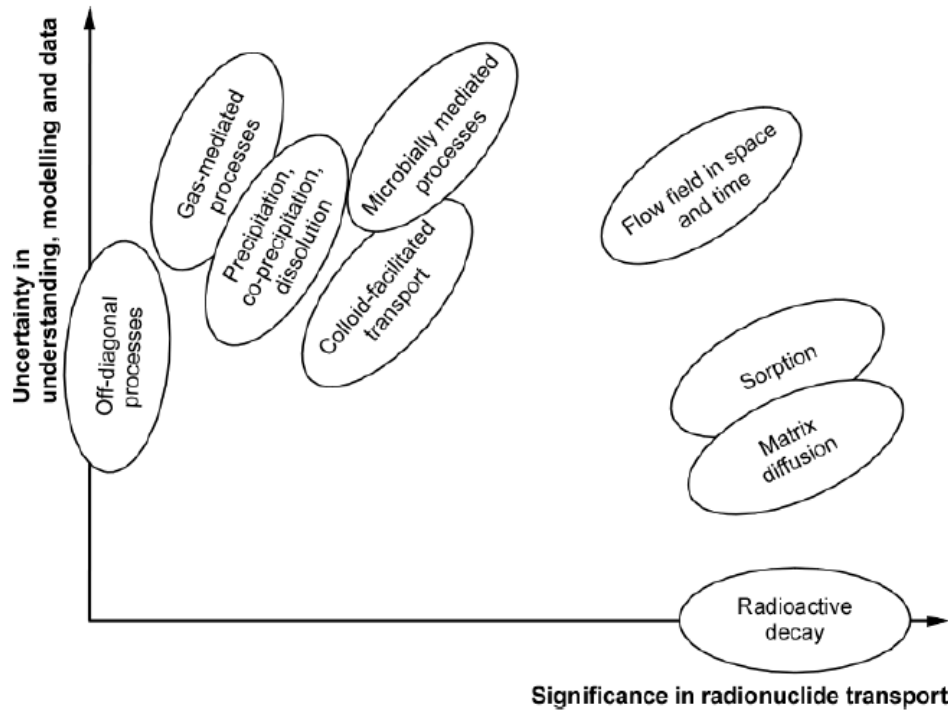 Uncertainty in
understanding, modelling and data
Gas-mediated
processes
Precipitation,
co-precipitation,
dissolution
Microbially mediated
processes
Colloid-facilitated
transport
Off-diagonal
processes
Flow field in space
and time
Sorption
Matrix
diffusion
Radioactive
decay
Significance in radionuclide transport